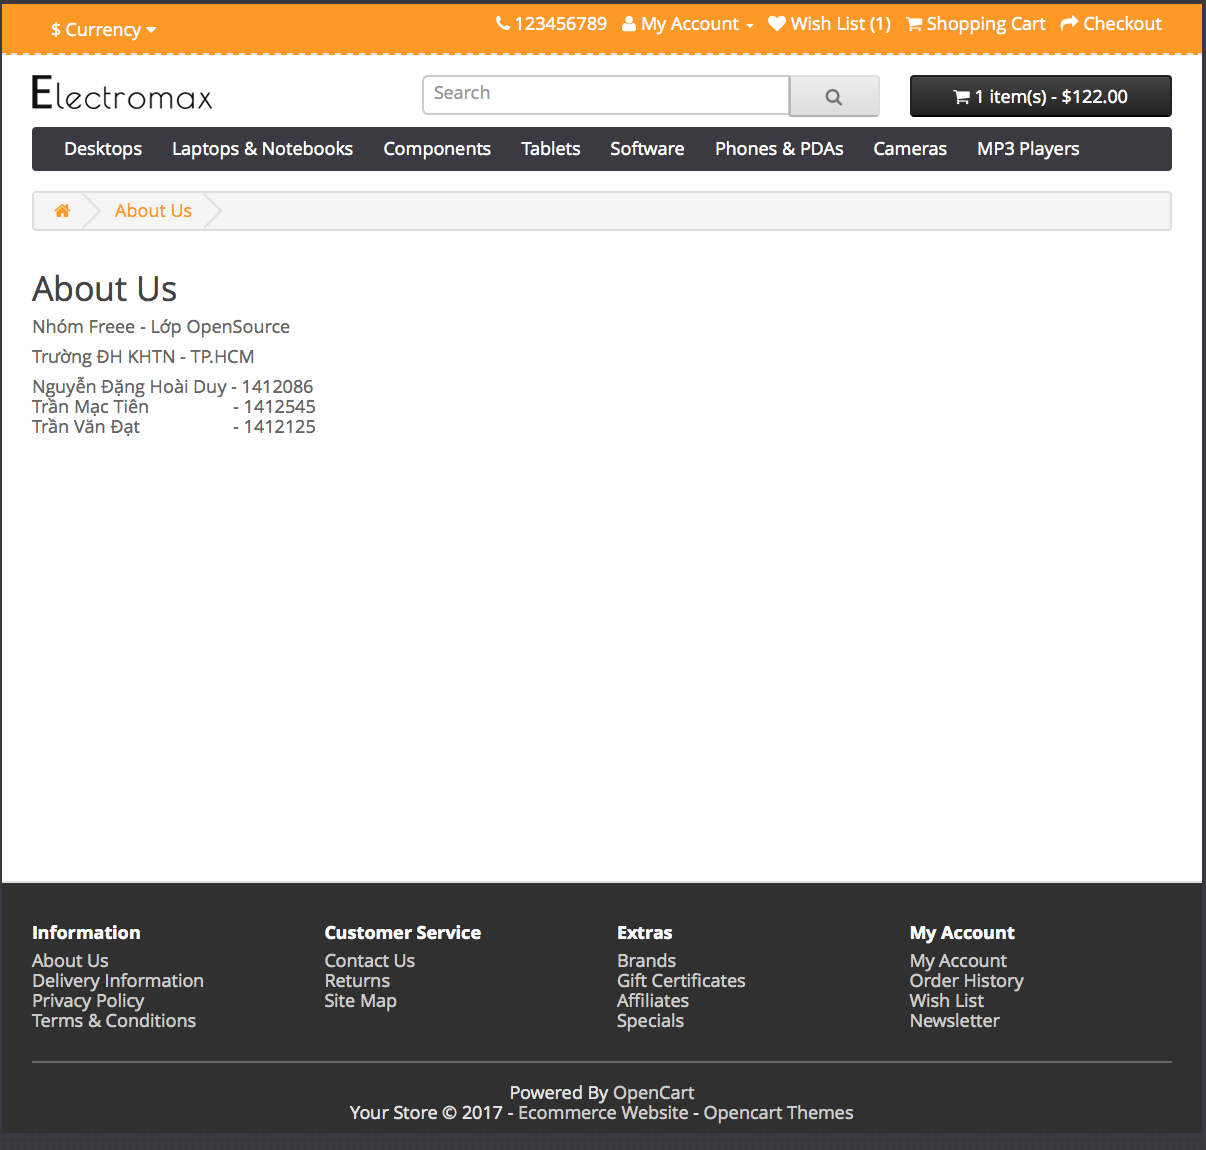 $ Currency
123456789 My Account Wish List (1) Shopping Cart Checkout
Electromax
Search
1 item(s) - $122.00
Desktops Laptops & Notebooks Components Tablets Software Phones & PDAs Cameras MP3 Players
About Us
About Us
Nhóm Freee - Lớp OpenSource
Trường ĐH KHTN - TP.HCM
Nguyễn Đặng Hoài Duy - 1412086
Trần Mạc Tiên - 1412545
Trần Văn Đạt - 1412125
Information
About Us
Delivery Information
Privacy Policy
Terms & Conditions
Customer Service
Contact Us
Returns
Site Map
Extras
Brands
Gift Certificates
Affiliates
Specials
My Account
My Account
Order History
Wish List
Newsletter
Powered By OpenCart
Your Store © 2017 - Ecommerce Website - Opencart Themes